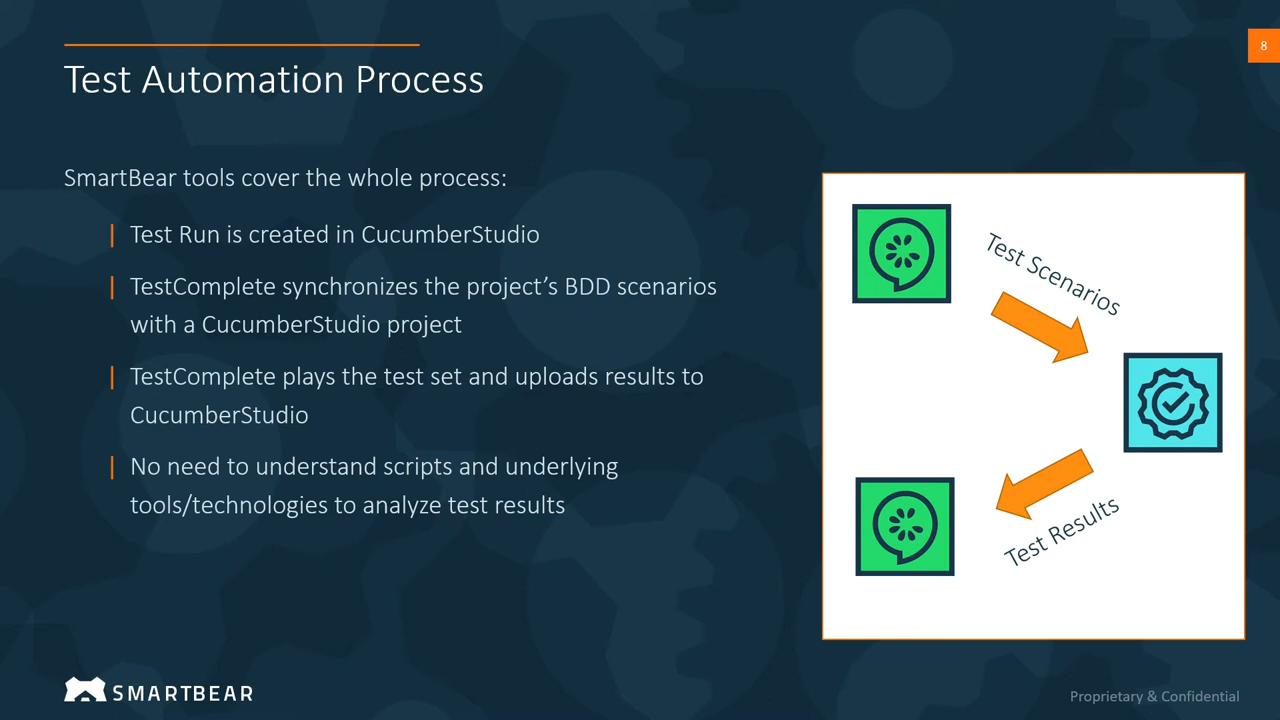 8
Test Automation Process
SmartBear tools cover the whole process:
Test Run is created in CucumberStudio
TestComplete synchronizes the project’s BDD scenarios
with a CucumberStudio project
TestComplete plays the test set and uploads results to
CucumberStudio
No need to understand scripts and underlying
tools/technologies to analyze test results
Test Scenarios
Test Results
SMARTBEAR
Proprietary & Confidential